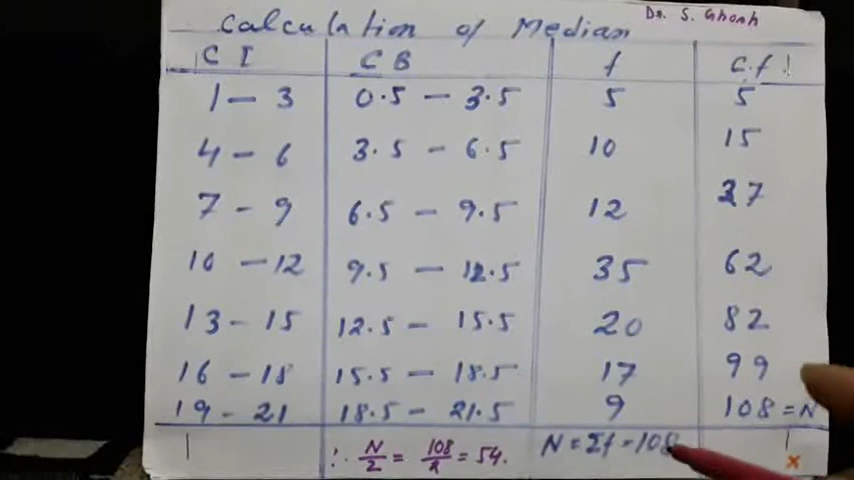 Calculation of Median Dr. S. Ghosh
CI CB f c.f.
1 - 3 0.5 - 3.5 5 5
4 - 6 3.5 - 6.5 10 15
7 - 9 6.5 - 9.5 12 27
10 - 12 9.5 - 12.5 35 62
13 - 15 12.5 - 15.5 20 82
16 - 18 15.5 - 18.5 17 99
19 - 21 18.5 - 21.5 9 108 = N
∴ N/2 = 108/2 = 54. N = Σf = 108 x